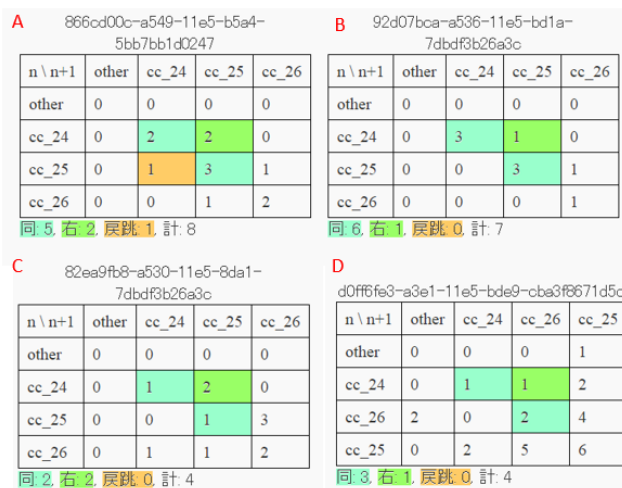 A
866cd00c-a549-11e5-b5a4-
5bb7bb1d0247
n \ n+1 other cc_24 cc_25 cc_26
other 0 0 0 0
cc_24 0 2 2 0
cc_25 0 1 3 1
cc_26 0 0 1 2
同: 5, 右: 2, 戻跳: 1, 計: 8
B
92d07bca-a536-11e5-bd1a-
7dbdf3b26a3c
n \ n+1 other cc_24 cc_25 cc_26
other 0 0 0 0
cc_24 0 3 1 0
cc_25 0 0 3 1
cc_26 0 0 0 1
同: 6, 右: 1, 戻跳: 0, 計: 7
C
82ea9fb8-a530-11e5-8da1-
7dbdf3b26a3c
n \ n+1 other cc_24 cc_25 cc_26
other 0 0 0 0
cc_24 0 1 2 0
cc_25 0 0 1 3
cc_26 0 1 1 2
同: 2, 右: 2, 戻跳: 0, 計: 4
D
d0ff6fe3-a3e1-11e5-bde9-cba3f8671d5c
n \ n+1 other cc_24 cc_26 cc_25
other 0 0 0 1
cc_24 0 1 1 2
cc_26 2 0 2 4
cc_25 0 2 5 6
同: 3, 右: 1, 戻跳: 0, 計: 4